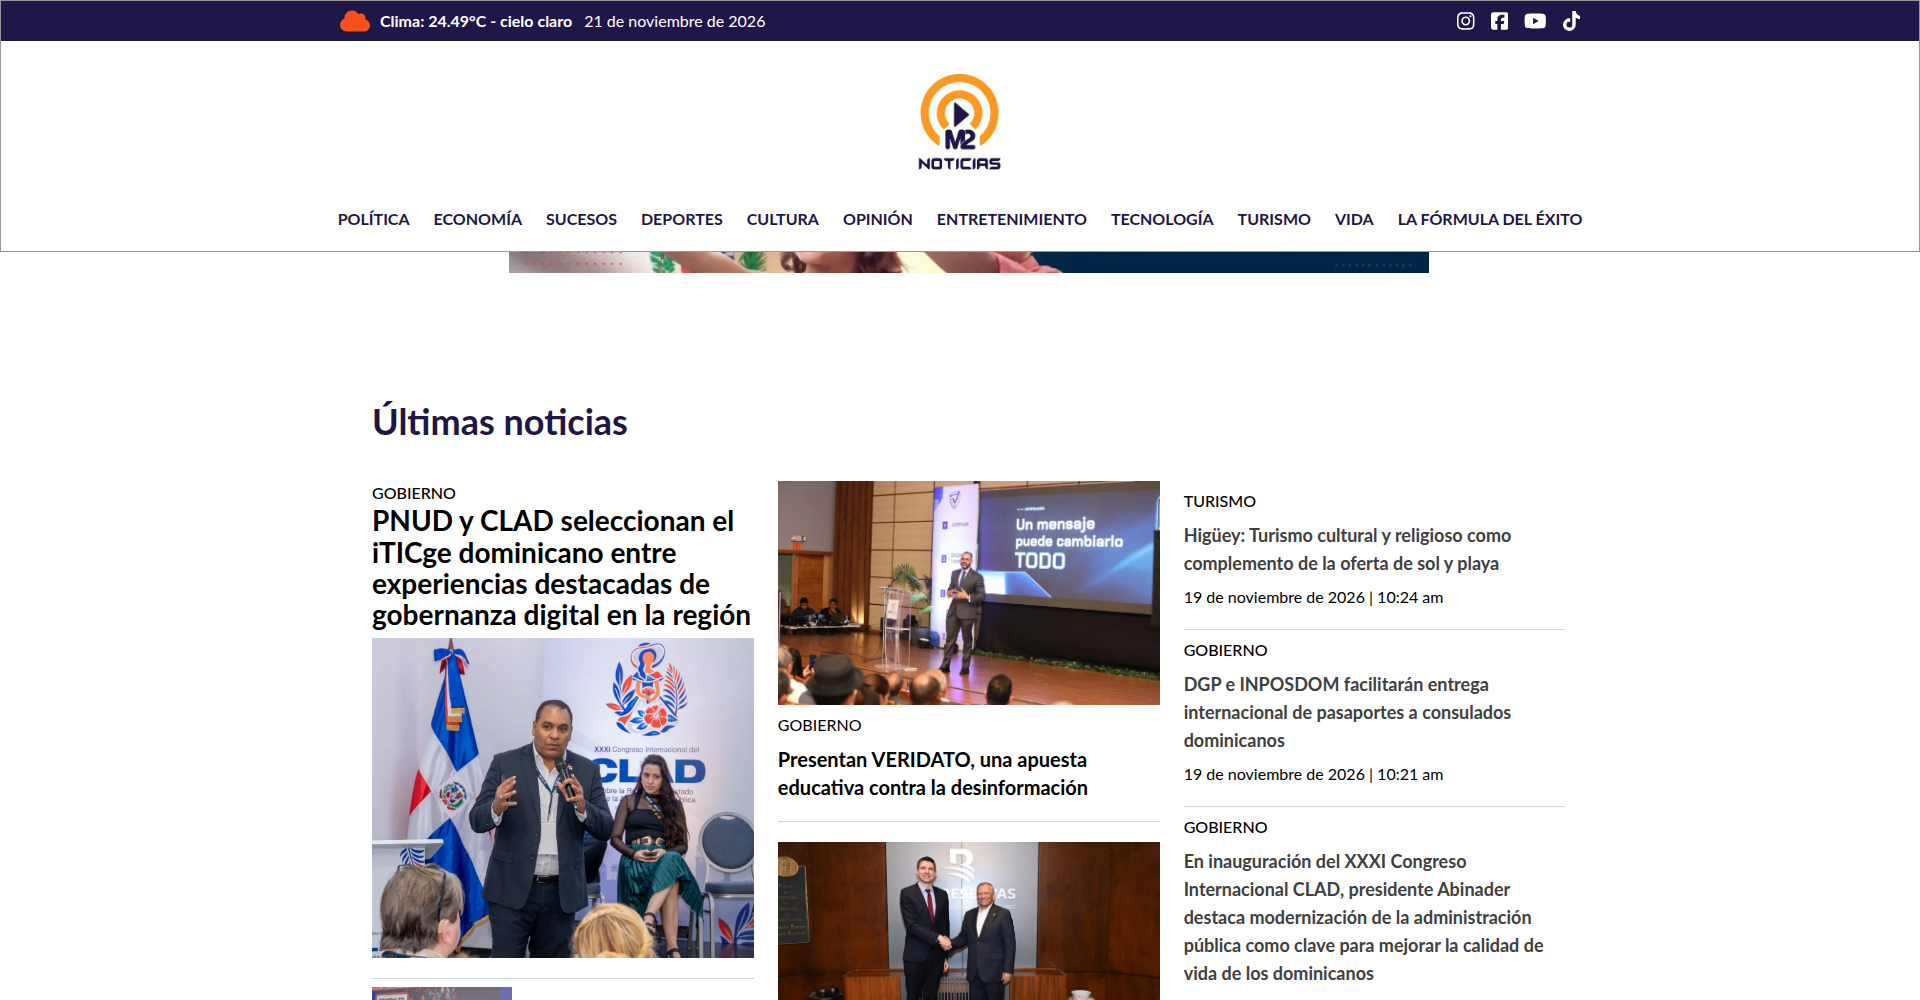 Clima: 24.49°C - cielo claro 21 de noviembre de 2026
M2
NOTICIAS
POLÍTICA ECONOMÍA SUCESOS DEPORTES CULTURA OPINIÓN ENTRETENIMIENTO TECNOLOGÍA TURISMO VIDA LA FÓRMULA DEL ÉXITO
Últimas noticias
GOBIERNO
PNUD y CLAD seleccionan el
iTICge dominicano entre
experiencias destacadas de
gobernanza digital en la región
XXXI Congreso Internacional del
CLAD
Un mensaje
puede cambiarlo
TODO
GOBIERNO
Presentan VERIDATO, una apuesta
educativa contra la desinformación
TURISMO
Higüey: Turismo cultural y religioso como
complemento de la oferta de sol y playa
19 de noviembre de 2026 | 10:24 am
GOBIERNO
DGP e INPOSDOM facilitarán entrega
internacional de pasaportes a consulados
dominicanos
19 de noviembre de 2026 | 10:21 am
GOBIERNO
En inauguración del XXXI Congreso
Internacional CLAD, presidente Abinader
destaca modernización de la administración
pública como clave para mejorar la calidad de
vida de los dominicanos